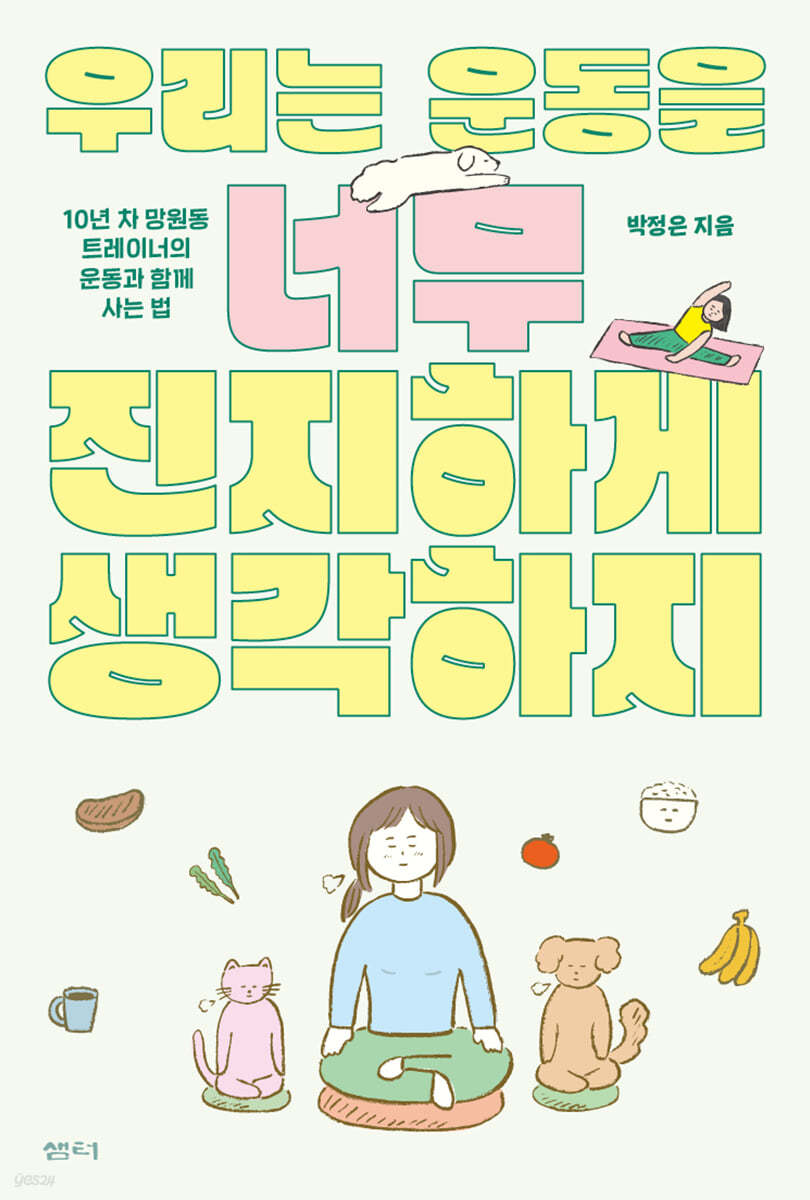 우리는 운동을
너무
10년 차 망원동
트레이너의
운동과 함께
사는 법
박정은 지음
진지하게
생각하지
샘터
yes24